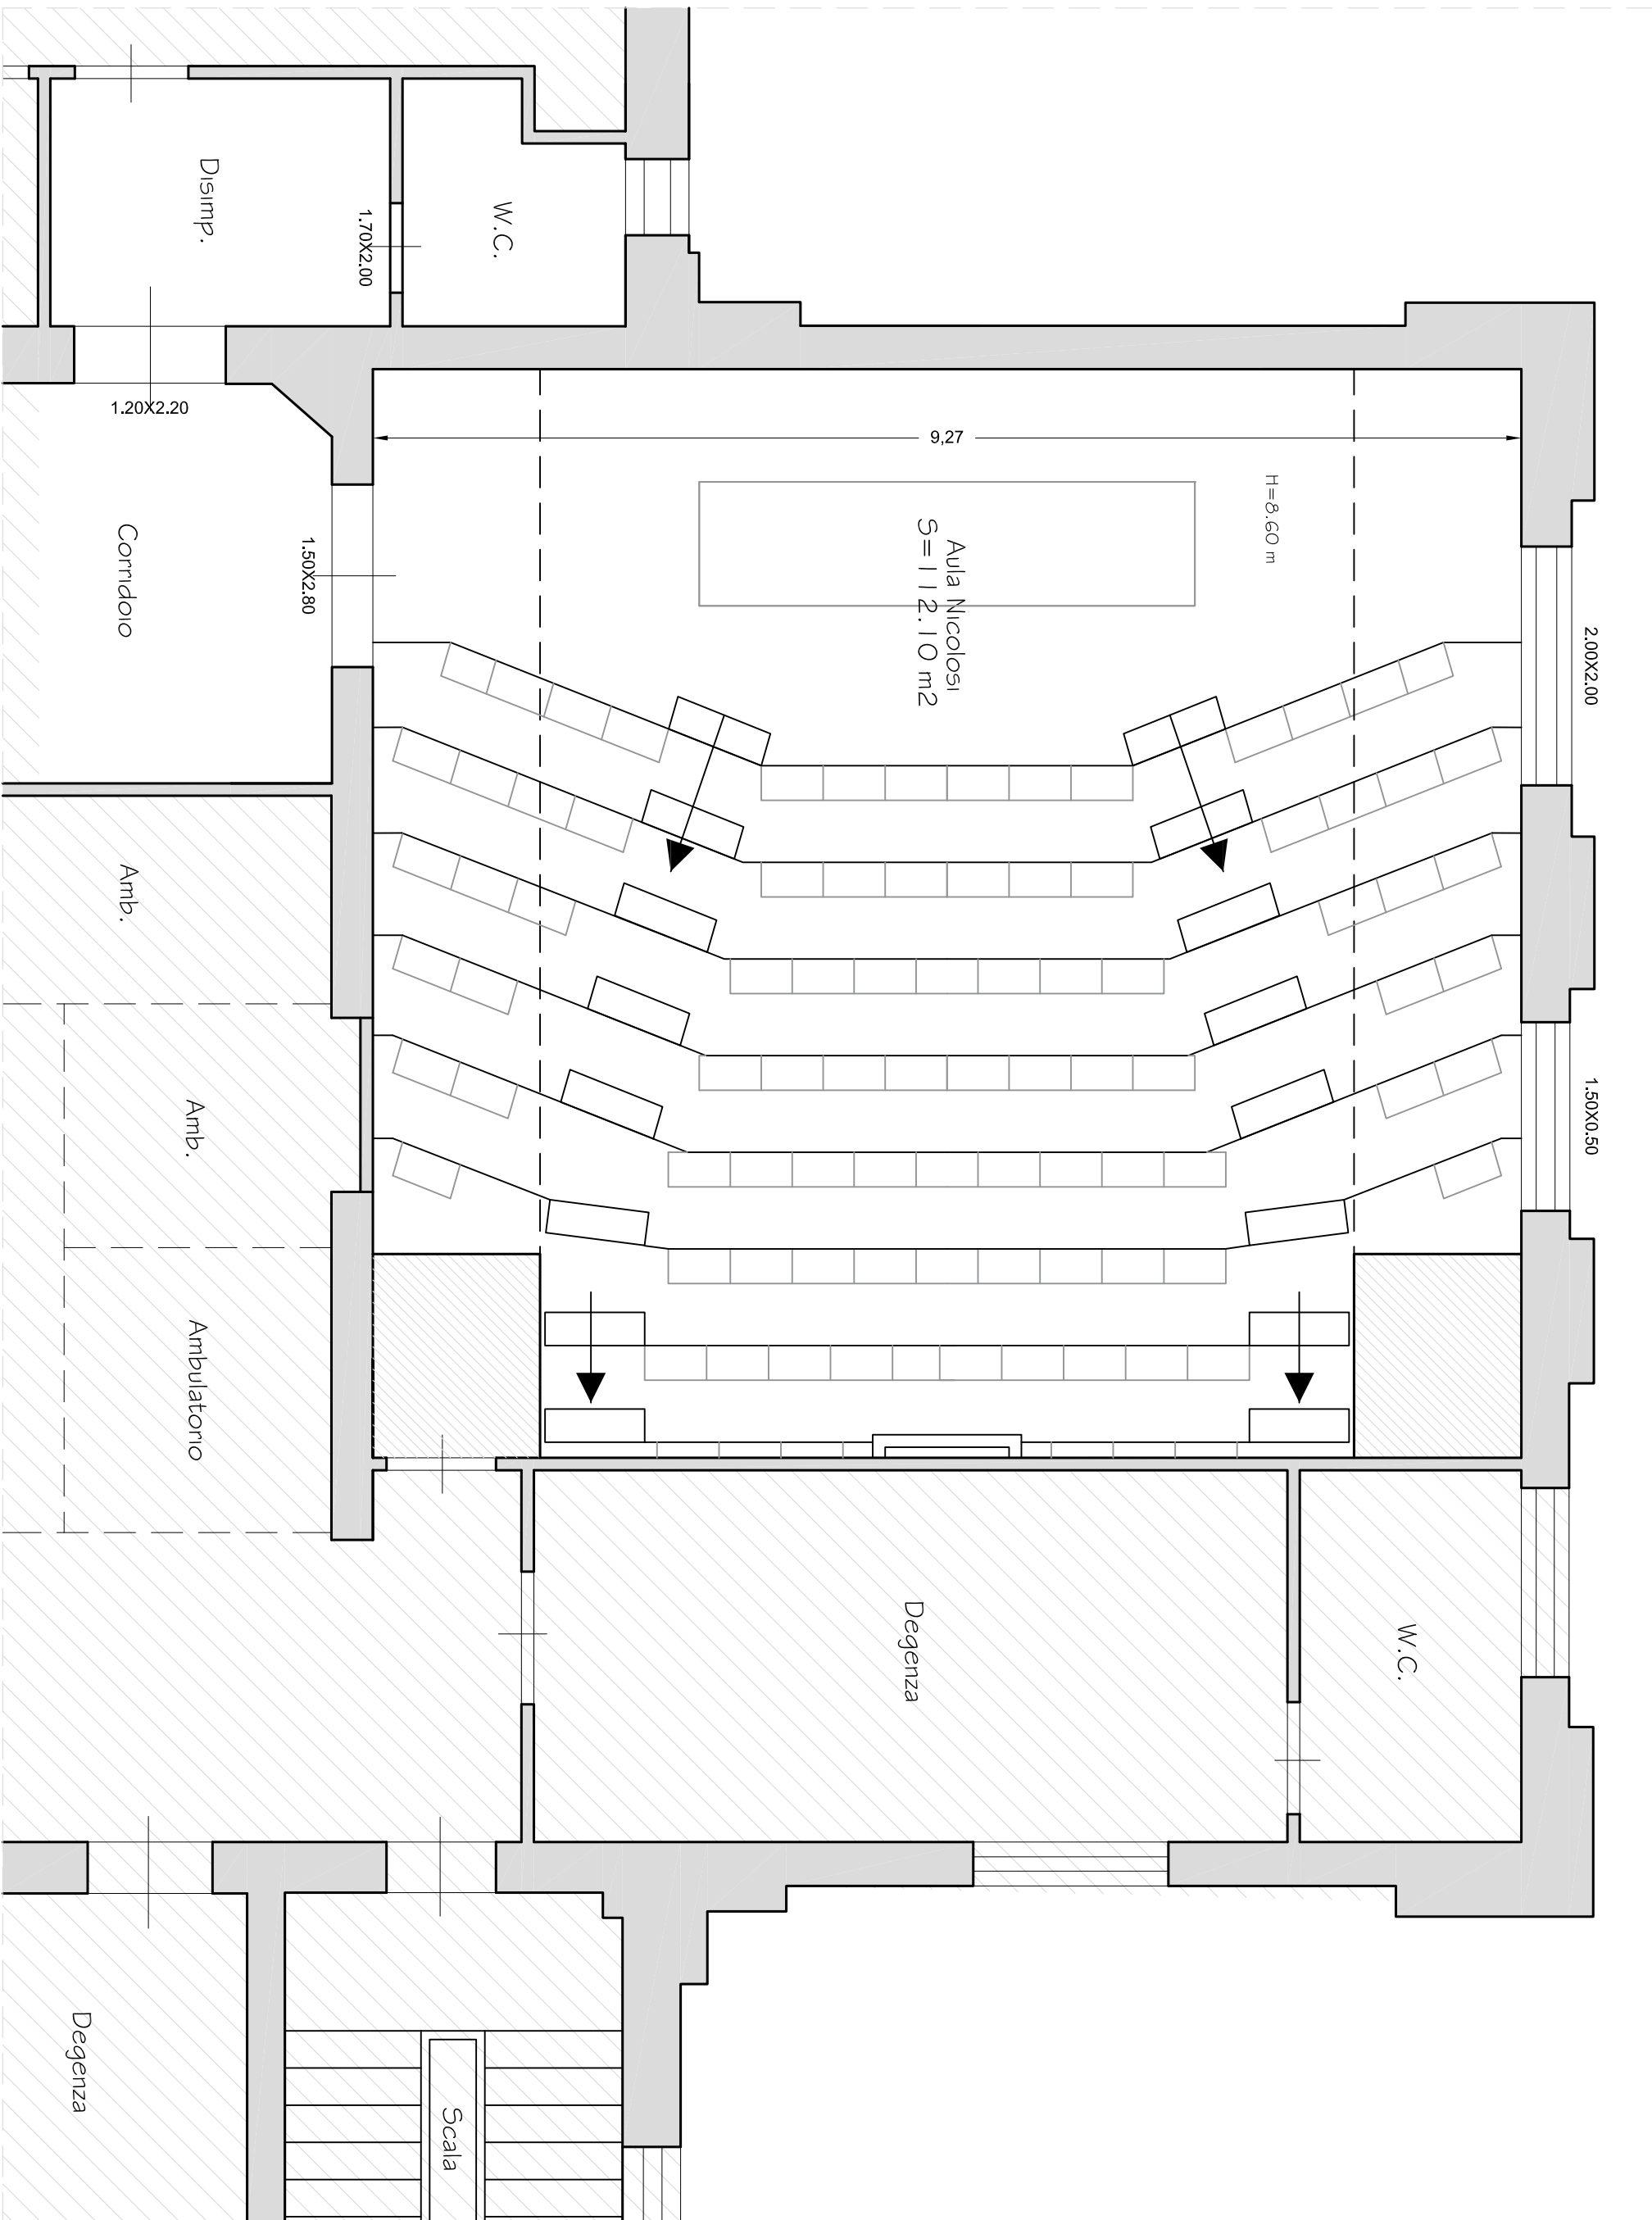 Disimp.
1.70X2.00
W.C.
1.20X2.20
9,27
H=8.60 m
Aula Nicolosi
S=112.10 m2
Corridoio
1.50X2.80
2.00X2.00
Amb.
Amb.
1.50X0.50
Ambulatorio
Degenza
W.C.
Degenza
Scala